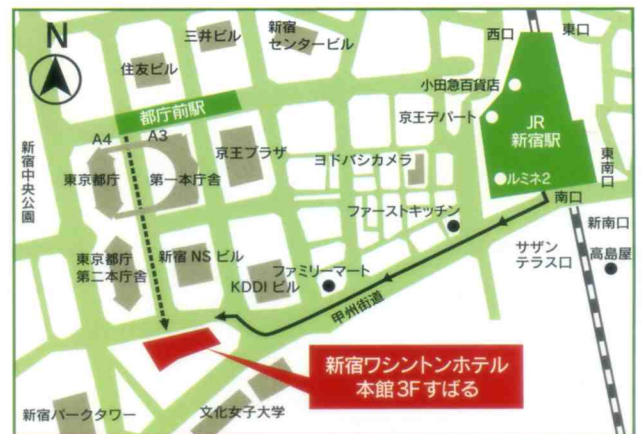 N
三井ビル
新宿
センタービル
西口
東口
住友ビル
小田急百貨店
都庁前駅
京王デパート
JR
新宿駅
A4
A3
新宿中央公園
東京都庁
第一本庁舎
京王プラザ
ヨドバシカメラ
東南口
ルミネ2
南口
ファーストキッチン
新南口
サザン
テラス口
高島屋
東京都庁
第二本庁舎
新宿NSビル
ファミリーマート
KDDIビル
甲州街道
新宿ワシントンホテル
本館3Fすばる
新宿パークタワー
文化女子大学